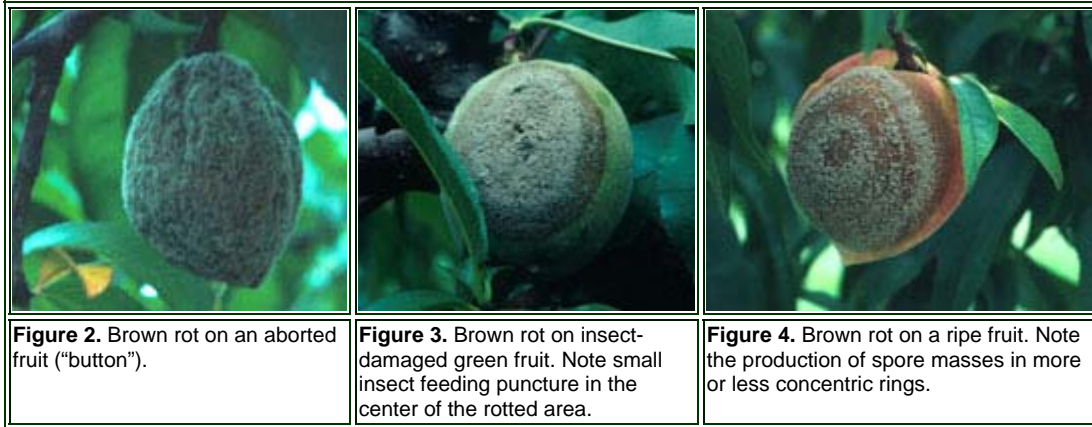 Figure 2. Brown rot on an aborted
fruit (“button”).
Figure 3. Brown rot on insect-
damaged green fruit. Note small
insect feeding puncture in the
center of the rotted area.
Figure 4. Brown rot on a ripe fruit. Note
the production of spore masses in more
or less concentric rings.